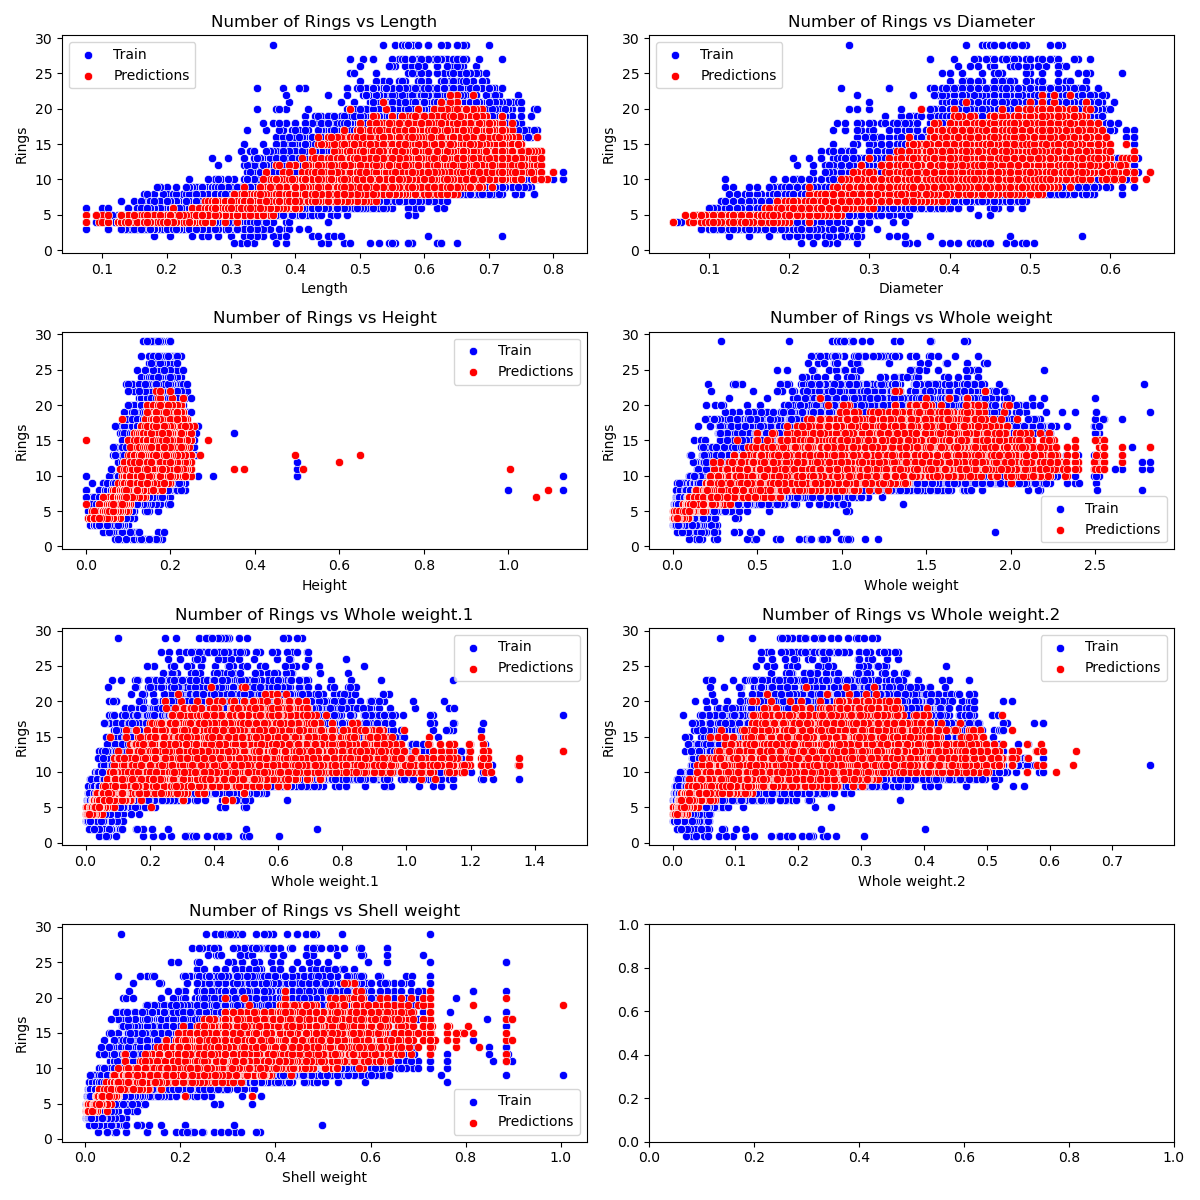 Number of Rings vs Length
Train
Predictions
30
25
20
15
10
5
0
Rings
0.1 0.2 0.3 0.4 0.5 0.6 0.7 0.8
Length
Number of Rings vs Diameter
Train
Predictions
30
25
20
15
10
5
0
Rings
0.1 0.2 0.3 0.4 0.5 0.6
Diameter
Number of Rings vs Height
Train
Predictions
30
25
20
15
10
5
0
Rings
0.0 0.2 0.4 0.6 0.8 1.0
Height
Number of Rings vs Whole weight
30
25
20
15
10
5
0
Rings
Train
Predictions
0.0 0.5 1.0 1.5 2.0 2.5
Whole weight
Number of Rings vs Whole weight.1
Train
Predictions
30
25
20
15
10
5
0
Rings
0.0 0.2 0.4 0.6 0.8 1.0 1.2 1.4
Whole weight.1
Number of Rings vs Whole weight.2
Train
Predictions
30
25
20
15
10
5
0
Rings
0.0 0.1 0.2 0.3 0.4 0.5 0.6 0.7
Whole weight.2
Number of Rings vs Shell weight
30
25
20
15
10
5
0
Rings
Train
Predictions
0.0 0.2 0.4 0.6 0.8 1.0
Shell weight
1.0
0.8
0.6
0.4
0.2
0.0
0.0 0.2 0.4 0.6 0.8 1.0